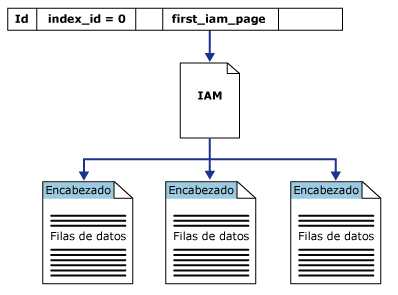 Id index_id = 0 first_iam_page
IAM
Encabezado Encabezado Encabezado
Filas de datos Filas de datos Filas de datos